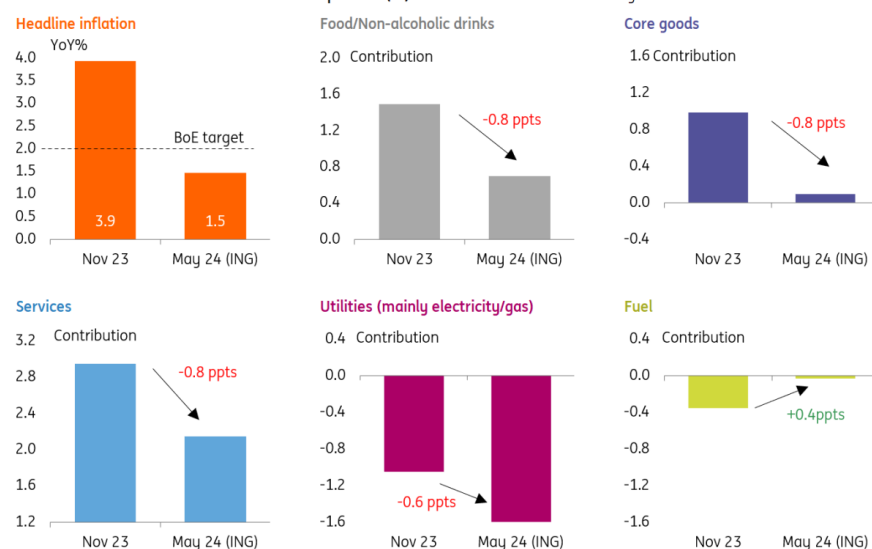 Headline inflation
YoY%
4.0
3.5
3.0
2.5
2.0
1.5
1.0
0.5
0.0
BoE target
3.9
1.5
Nov 23
May 24 (ING)
Food/Non-alcoholic drinks
2.0 Contribution
1.6
1.2
0.8
0.4
0.0
-0.8 ppts
Nov 23
May 24 (ING)
Core goods
1.6 Contribution
1.2
0.8
0.4
0.0
-0.4
-0.8 ppts
Nov 23
May 24 (ING)
Services
3.2 Contribution
2.8
2.4
2.0
1.6
1.2
-0.8 ppts
Nov 23
May 24 (ING)
Utilities (mainly electricity/gas)
0.4 Contribution
0.0
-0.4
-0.8
-1.2
-1.6
-0.6 ppts
Nov 23
May 24 (ING)
Fuel
0.4 Contribution
0.0
-0.4
-0.8
-1.2
-1.6
+0.4ppts
Nov 23
May 24 (ING)